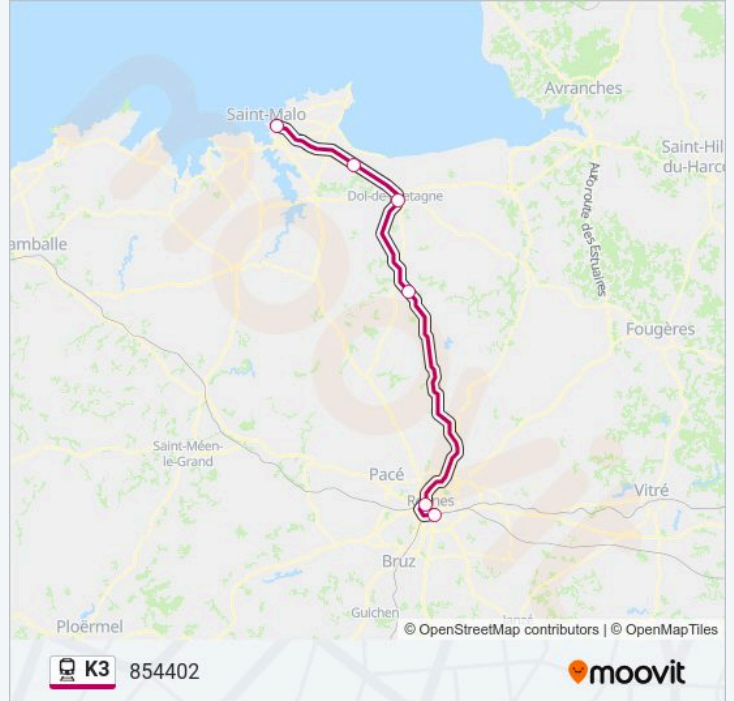 Avranches
Saint-Malo
Saint-Hil
du-Harc
Dol-de-Bretagne
Autoroute des Estuaires
amballe
Fougères
Saint-Méen-
le-Grand
Pacé
Rennes
Vitré
Bruz
Guichen
Ploërmel
© OpenStreetMap contributors | © OpenMapTiles
K3 854402
moovit